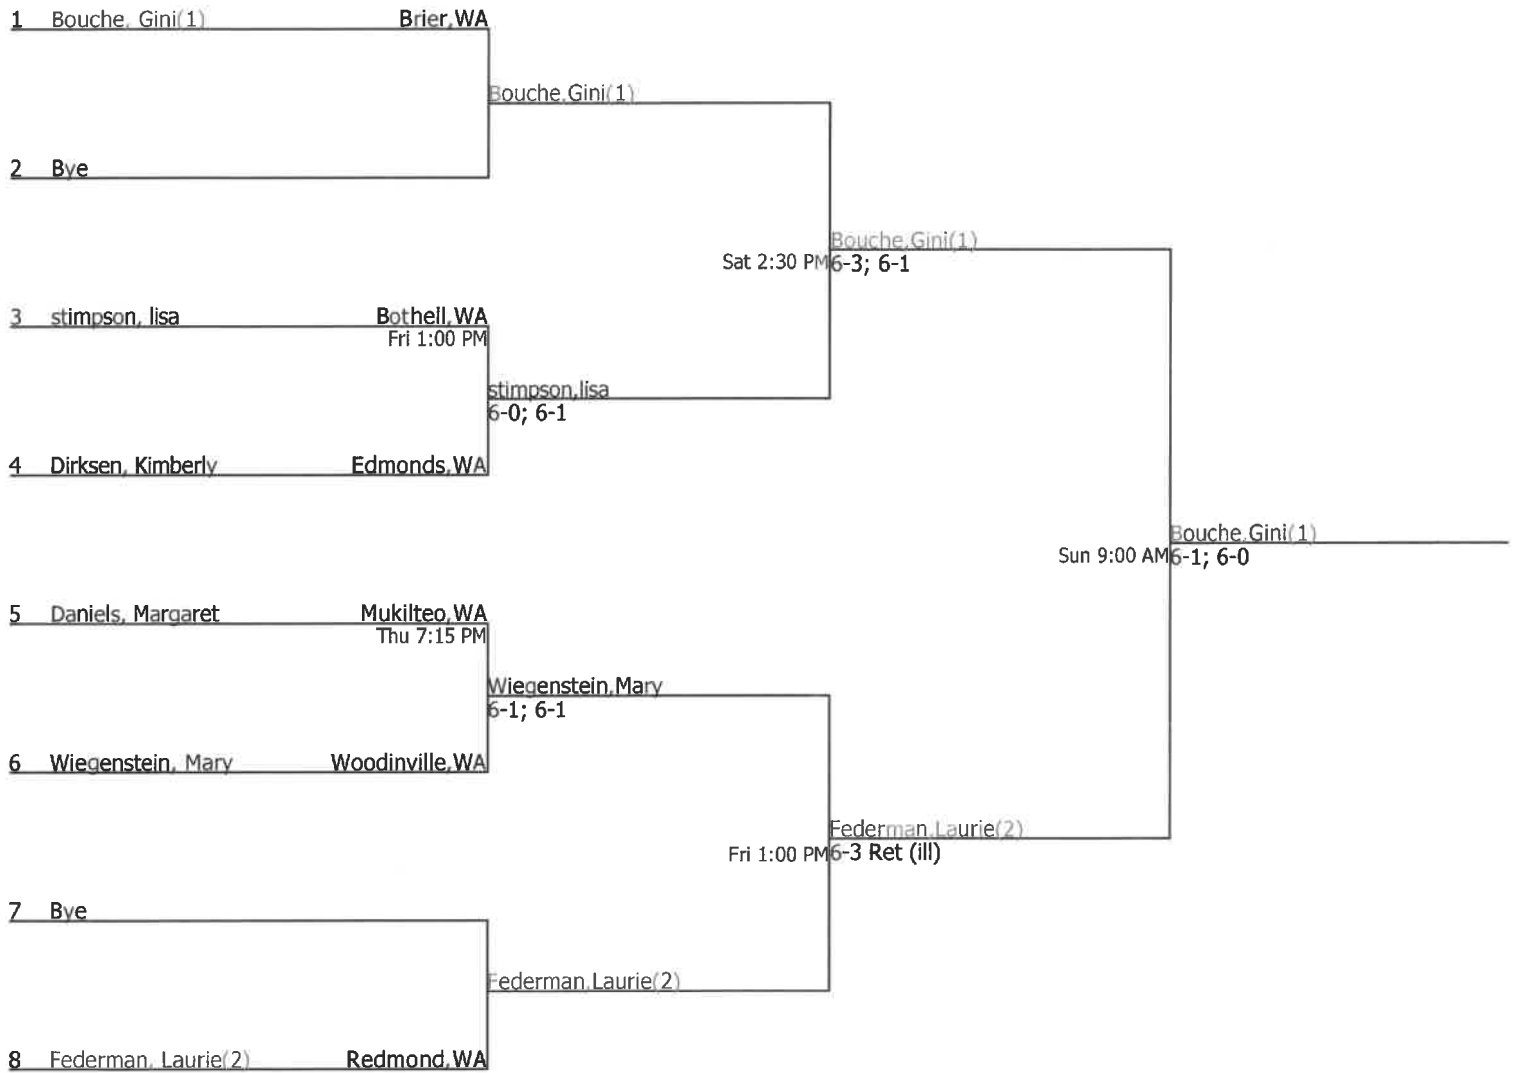 1 Bouche, Gini(1) Brier,WA
Bouche,Gini(1)
2 Bye
Bouche,Gini(1)
Sat 2:30 PM 6-3; 6-1
3 stimpson, lisa Bothell,WA
Fri 1:00 PM
stimpson,lisa
6-0; 6-1
4 Dirksen, Kimberly Edmonds,WA
Bouche,Gini(1)
Sun 9:00 AM 6-1; 6-0
5 Daniels, Margaret Mukilteo,WA
Thu 7:15 PM
Wiegenstein,Mary
6-1; 6-1
6 Wiegenstein, Mary Woodinville,WA
Federman,Laurie(2)
Fri 1:00 PM 6-3 Ret (ill)
7 Bye
Federman,Laurie(2)
8 Federman, Laurie(2) Redmond,WA